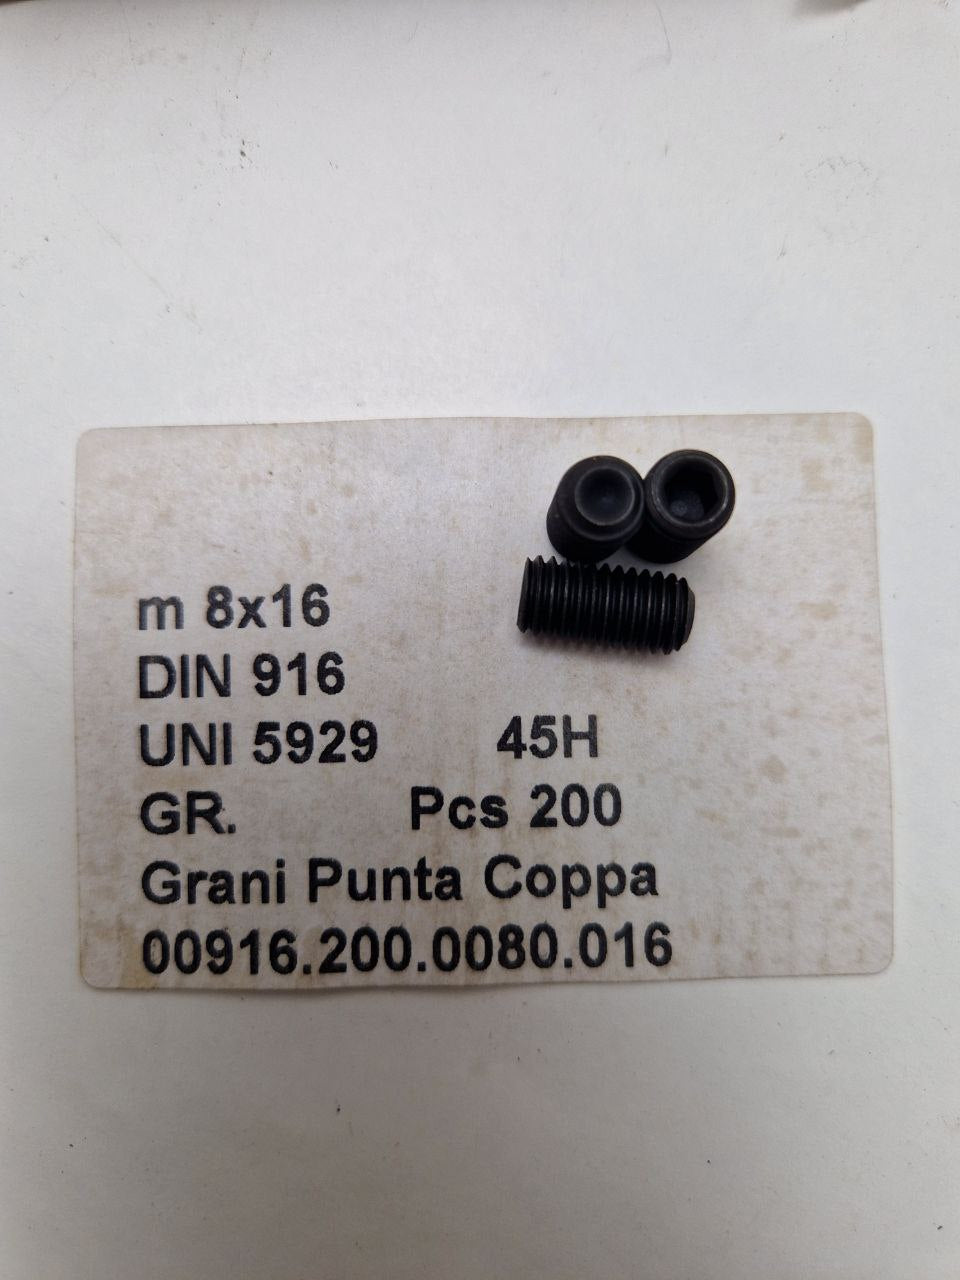 m 8x16
DIN 916
UNI 5929 45H
GR. Pcs 200
Grani Punta Coppa
00916.200.0080.016